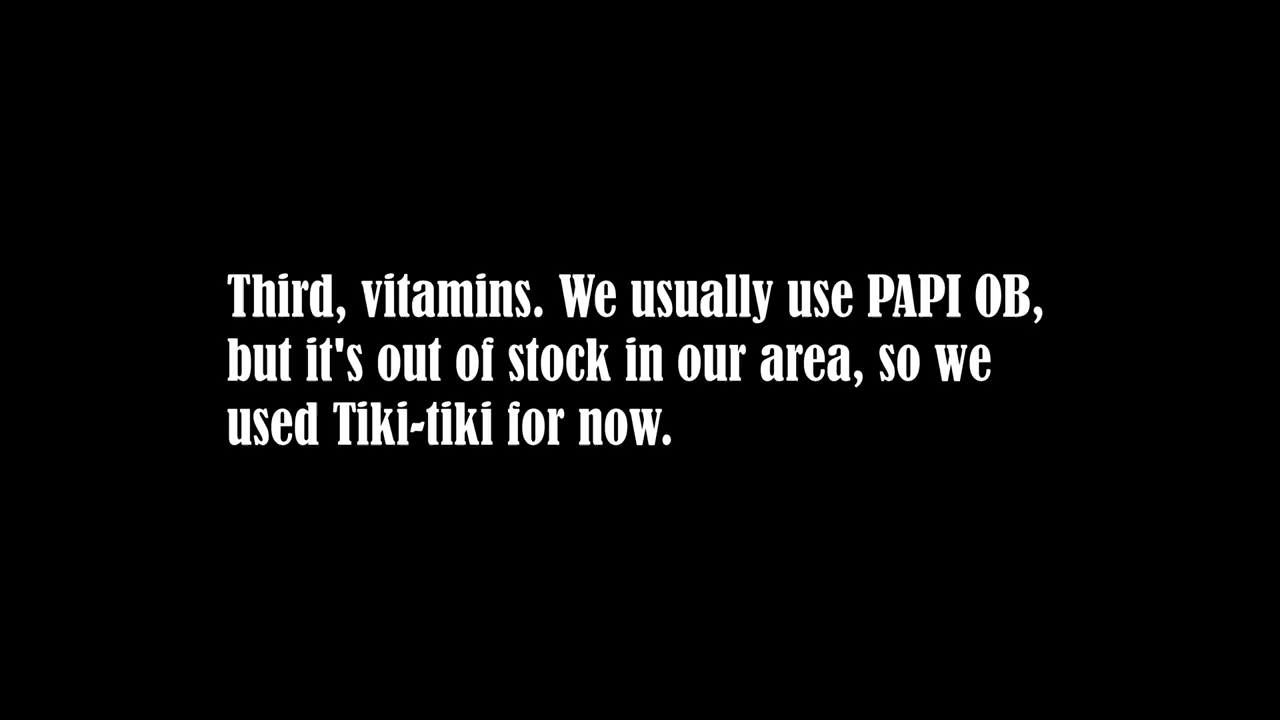 Third, vitamins. We usually use PAPI OB,
but it's out of stock in our area, so we
used Tiki-tiki for now.